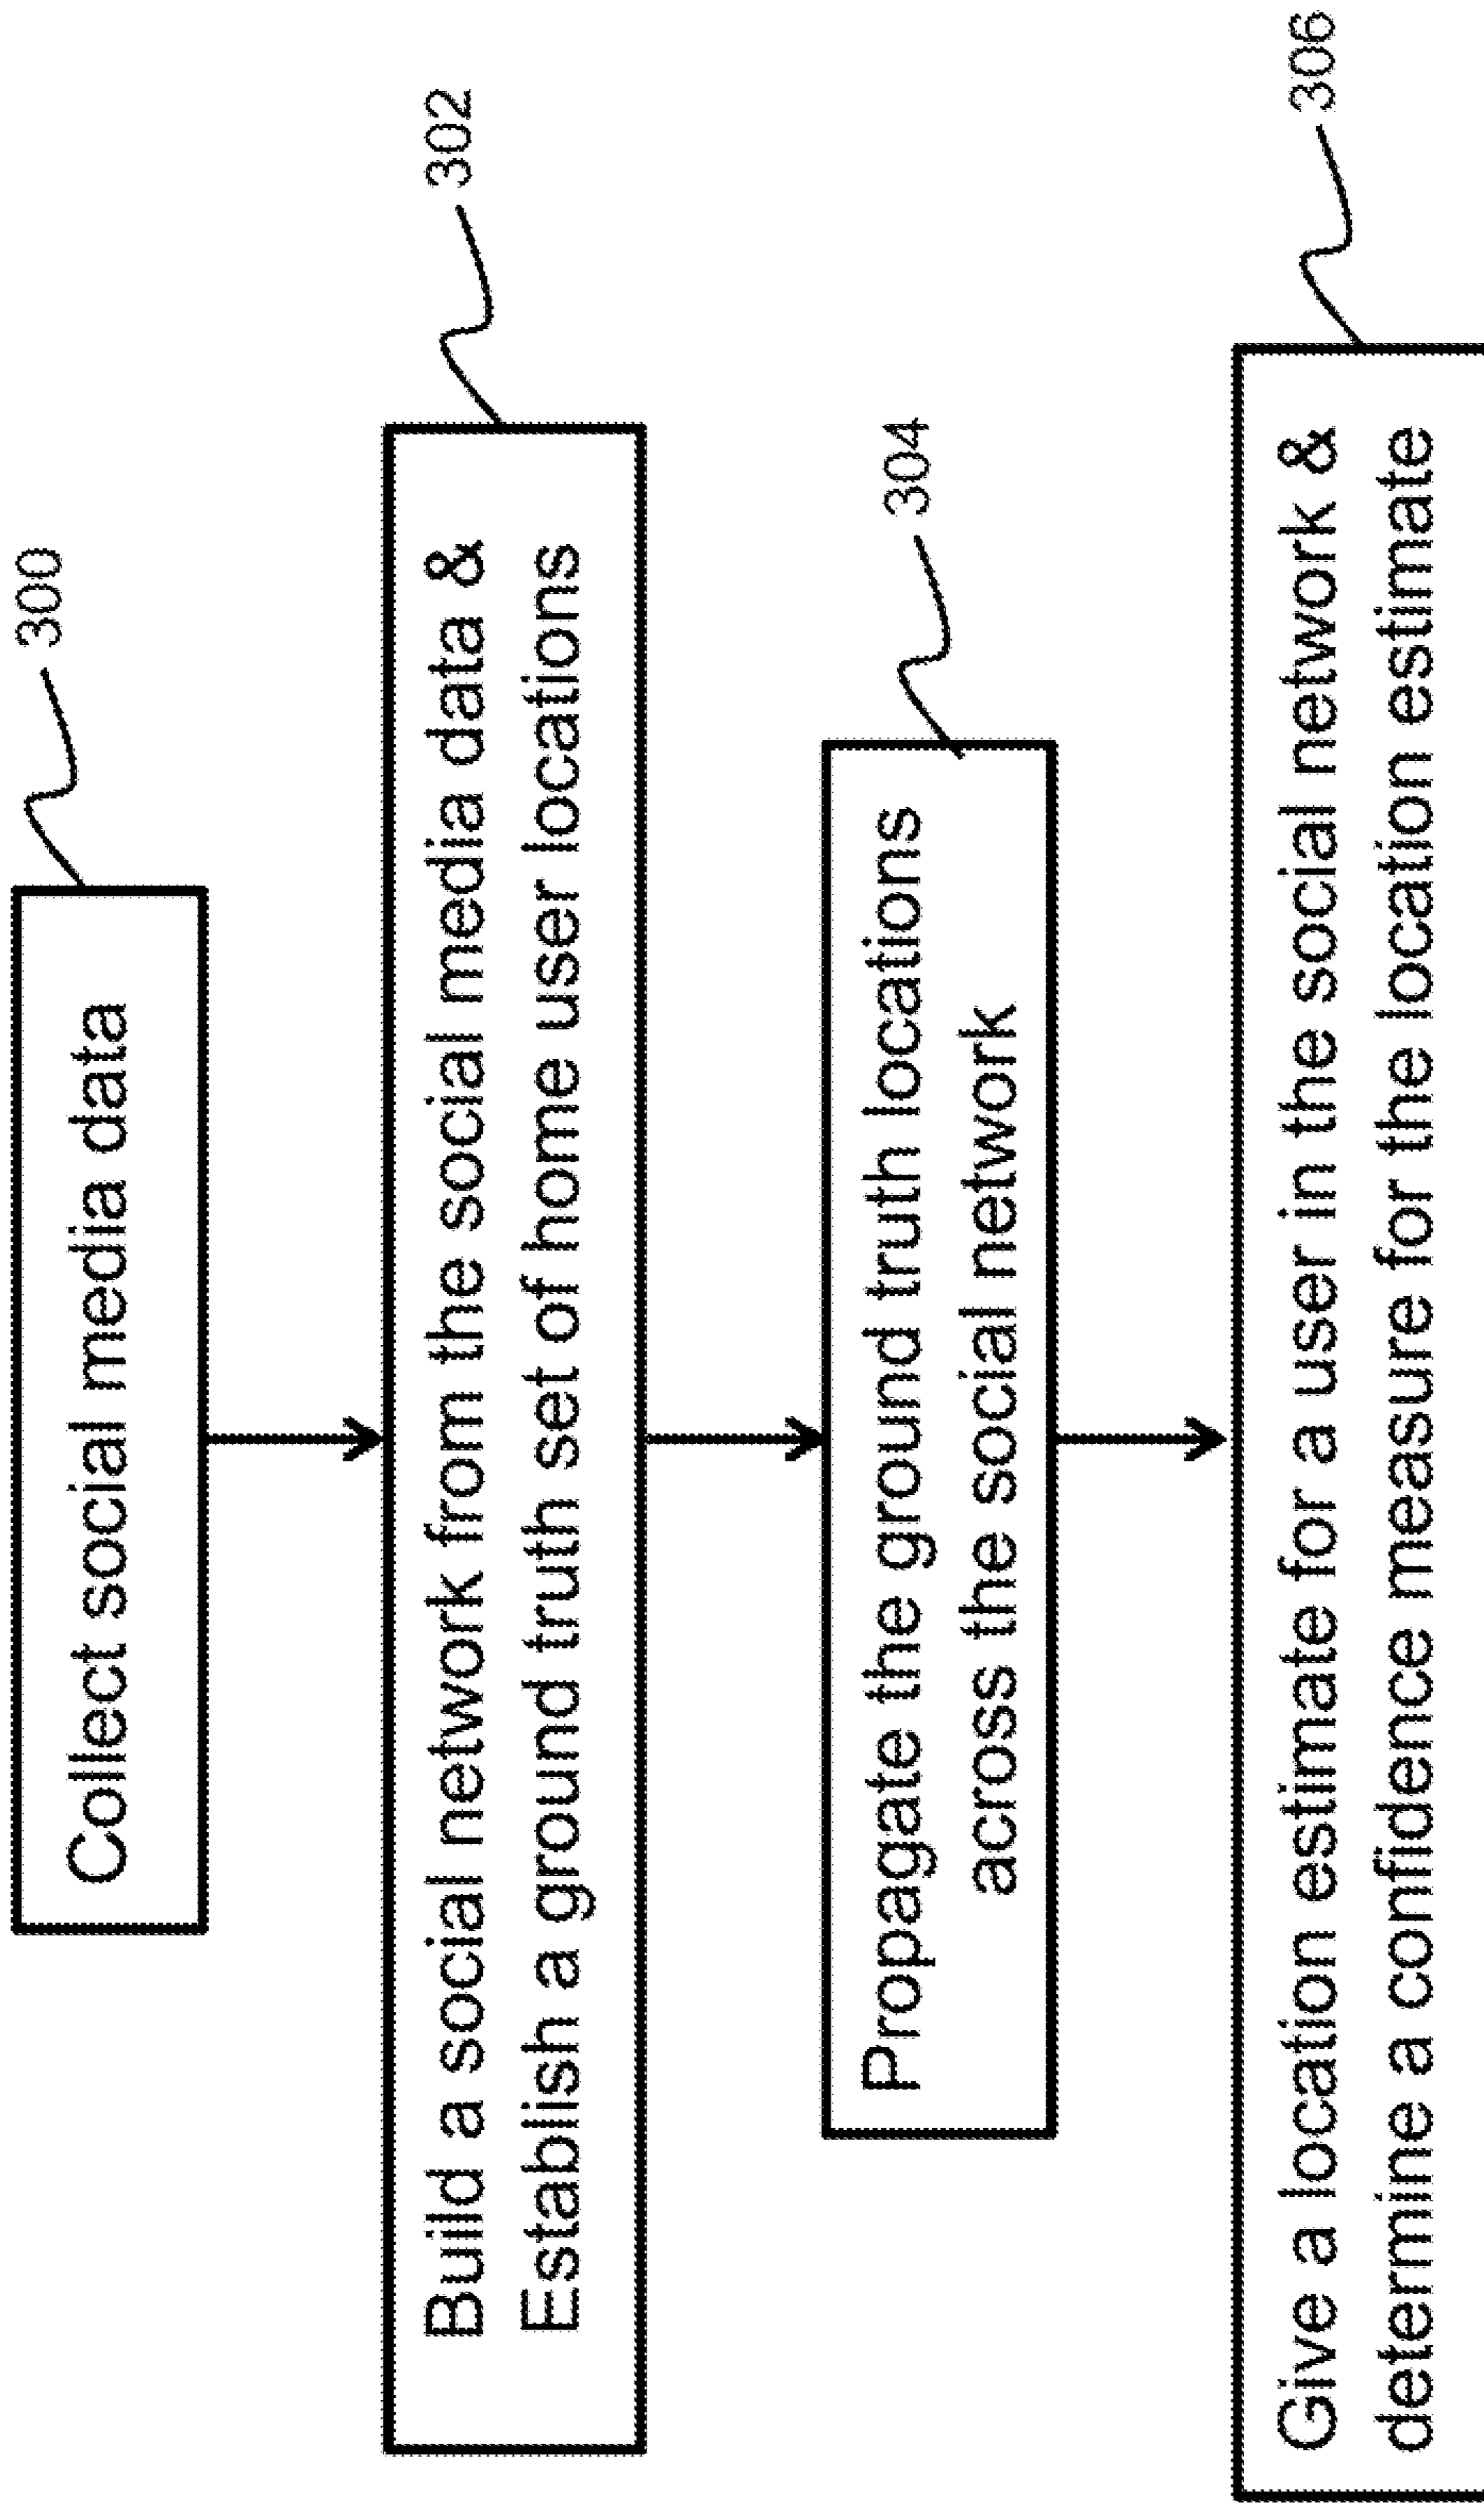 300
Collect social media data
302
Build a social network from the social media data &
Establish a ground truth set of home user locations
304
Propagate the ground truth locations
across the social network
306
Give a location estimate for a user in the social network &
determine a confidence measure for the location estimate